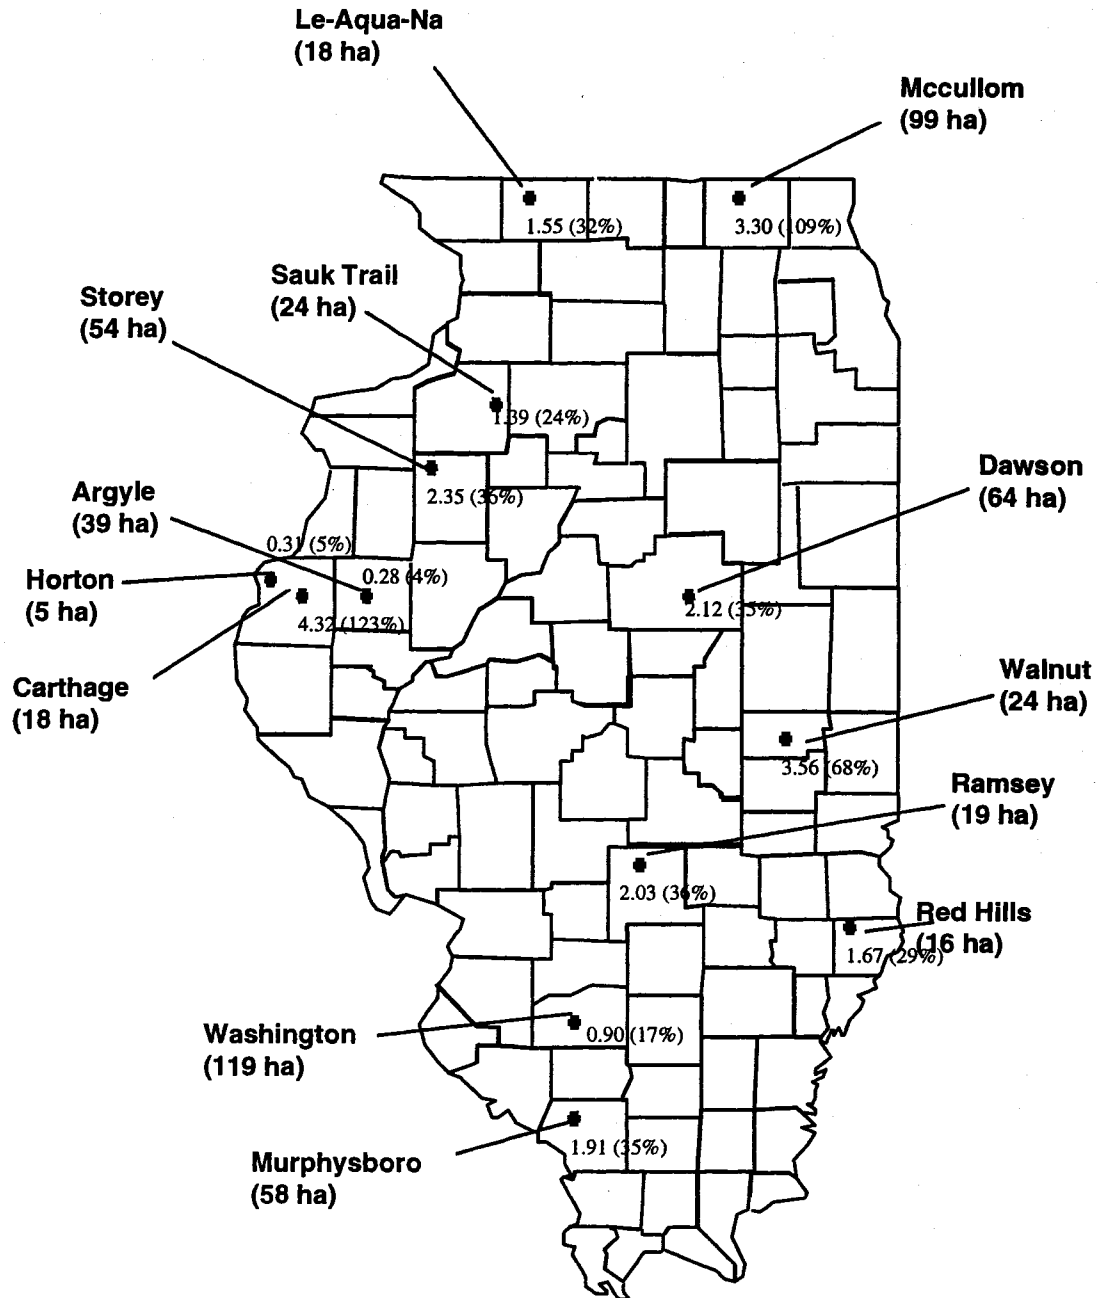 Le-Aqua-Na
(18 ha)
Mccullom
(99 ha)
1.55 (32%)
3.30 (109%)
Sauk Trail
(24 ha)
Storey
(54 ha)
1.39 (24%)
Dawson
(64 ha)
2.35 (36%)
Argyle
(39 ha)
0.31 (5%)
Horton
(5 ha)
0.28 (4%)
2.12 (35%)
4.32 (123%)
Carthage
(18 ha)
Walnut
(24 ha)
3.56 (68%)
Ramsey
(19 ha)
2.03 (36%)
Red Hills
(16 ha)
1.67 (29%)
Washington
(119 ha)
0.90 (17%)
1.91 (35%)
Murphysboro
(58 ha)